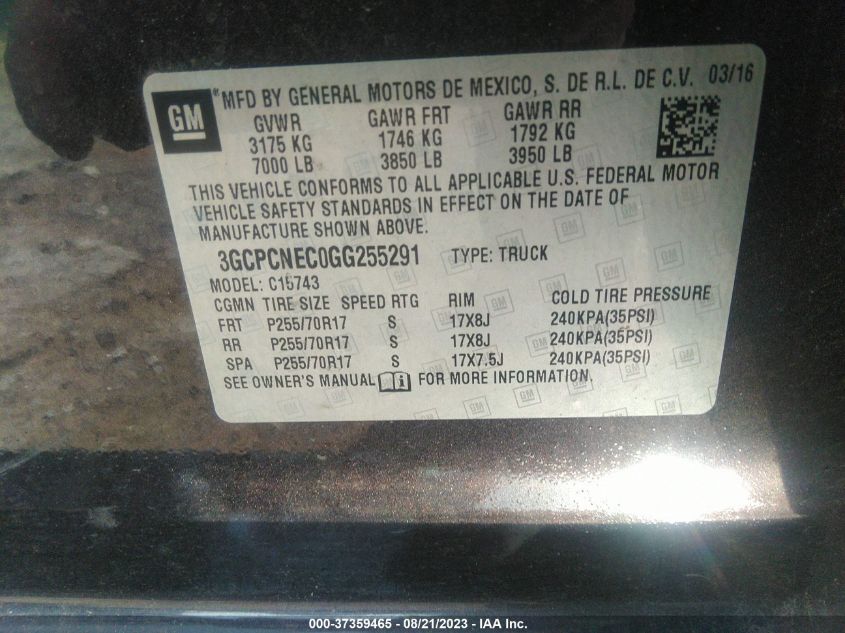 GM
MFD BY GENERAL MOTORS DE MEXICO, S. DE R.L. DE C.V. 03/16
GVWR GAWR FRT GAWR RR
3175 KG 1746 KG 1792 KG
7000 LB 3850 LB 3950 LB
THIS VEHICLE CONFORMS TO ALL APPLICABLE U.S. FEDERAL MOTOR
VEHICLE SAFETY STANDARDS IN EFFECT ON THE DATE OF
MANUFACTURE SHOWN ABOVE.
3GCPCNEC0GG255291 TYPE: TRUCK
MODEL: C15743
CGMN TIRE SIZE SPEED RTG RIM COLD TIRE PRESSURE
FRT P255/70R17 S 17X8J 240KPA(35PSI)
RR P255/70R17 S 17X8J 240KPA(35PSI)
SPA P255/70R17 S 17X7.5J 240KPA(35PSI)
SEE OWNER'S MANUAL FOR MORE INFORMATION.
000-37359465 - 08/21/2023 - IAA Inc.